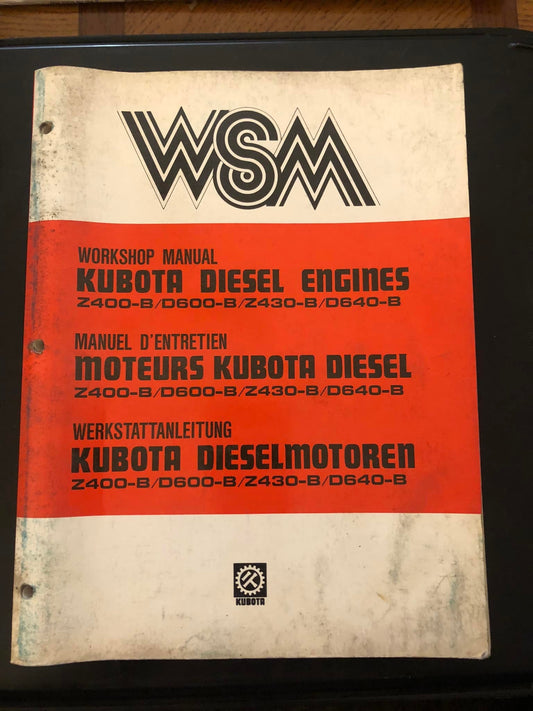 WSM
WORKSHOP MANUAL
KUBOTA DIESEL ENGINES
Z400-B/D600-B/Z430-B/D640-B
MANUEL D'ENTRETIEN
MOTEURS KUBOTA DIESEL
Z400-B/D600-B/Z430-B/D640-B
WERKSTATTANLEITUNG
KUBOTA DIESELMOTOREN
Z400-B/D600-B/Z430-B/D640-B
KUBOTA